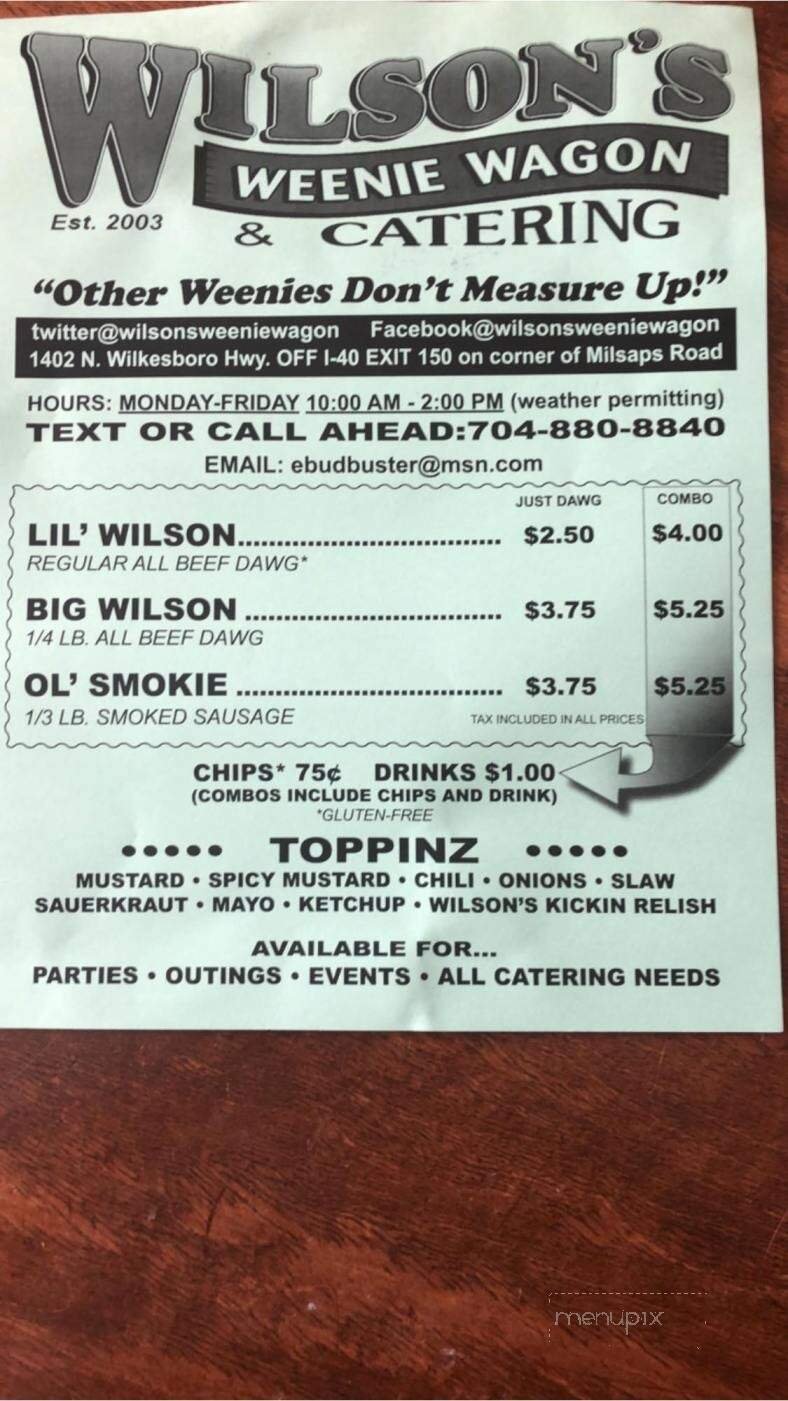 WILSON'S
WEENIE WAGON
Est. 2003
& CATERING
"Other Weenies Don't Measure Up!"
twitter@wilsonsweeniewagon Facebook@wilsonsweeniewagon
1402 N. Wilkesboro Hwy. OFF I-40 EXIT 150 on corner of Milsaps Road
HOURS: MONDAY-FRIDAY 10:00 AM - 2:00 PM (weather permitting)
TEXT OR CALL AHEAD:704-880-8840
EMAIL: ebudbuster@msn.com
JUST DAWG COMBO
LIL' WILSON................................. $2.50 $4.00
REGULAR ALL BEEF DAWG*
BIG WILSON ................................ $3.75 $5.25
1/4 LB. ALL BEEF DAWG
OL' SMOKIE ................................. $3.75 $5.25
1/3 LB. SMOKED SAUSAGE TAX INCLUDED IN ALL PRICES
CHIPS* 75¢ DRINKS $1.00
(COMBOS INCLUDE CHIPS AND DRINK)
*GLUTEN-FREE
• • • • • TOPPINZ • • • • •
MUSTARD • SPICY MUSTARD • CHILI • ONIONS • SLAW
SAUERKRAUT • MAYO • KETCHUP • WILSON'S KICKIN RELISH
AVAILABLE FOR...
PARTIES • OUTINGS • EVENTS • ALL CATERING NEEDS
menupix